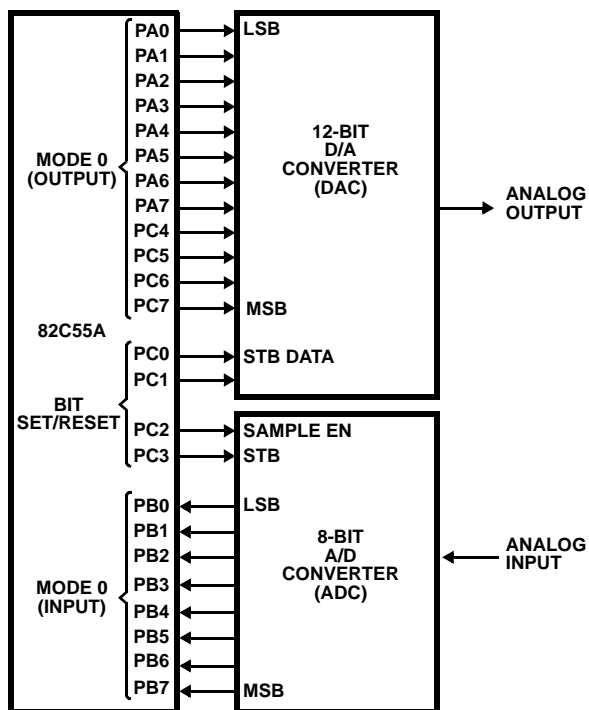 PA0
PA1
PA2
PA3
PA4
PA5
PA6
PA7
PC4
PC5
PC6
PC7
MODE 0
(OUTPUT)
LSB
MSB
12-BIT
D/A
CONVERTER
(DAC)
ANALOG
OUTPUT
82C55A
PC0
PC1
PC2
PC3
BIT
SET/RESET
STB DATA
SAMPLE EN
STB
PB0
PB1
PB2
PB3
PB4
PB5
PB6
PB7
MODE 0
(INPUT)
LSB
MSB
8-BIT
A/D
CONVERTER
(ADC)
ANALOG
INPUT